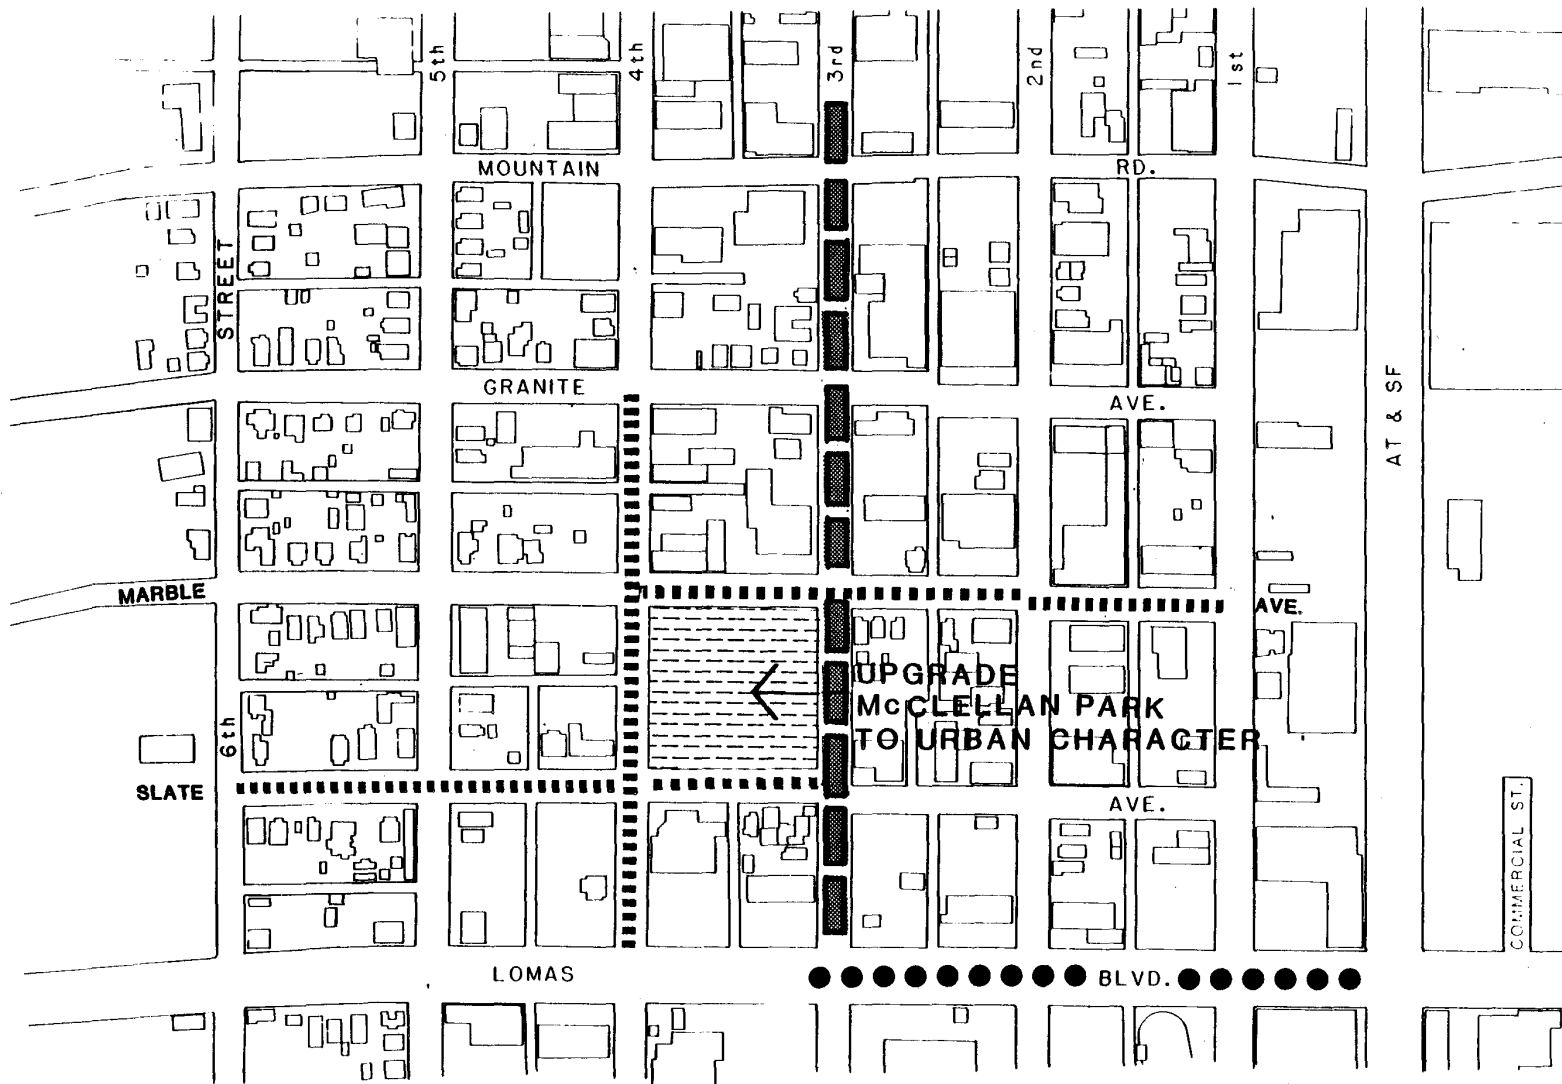 5th
4th
3rd
2nd
1st
MOUNTAIN
RD.
STREET
GRANITE
AVE.
AT & SF
MARBLE
AVE.
UPGRADE
McCLELLAN PARK
TO URBAN CHARACTER
6th
SLATE
AVE.
COMMERCIAL ST.
LOMAS
BLVD.